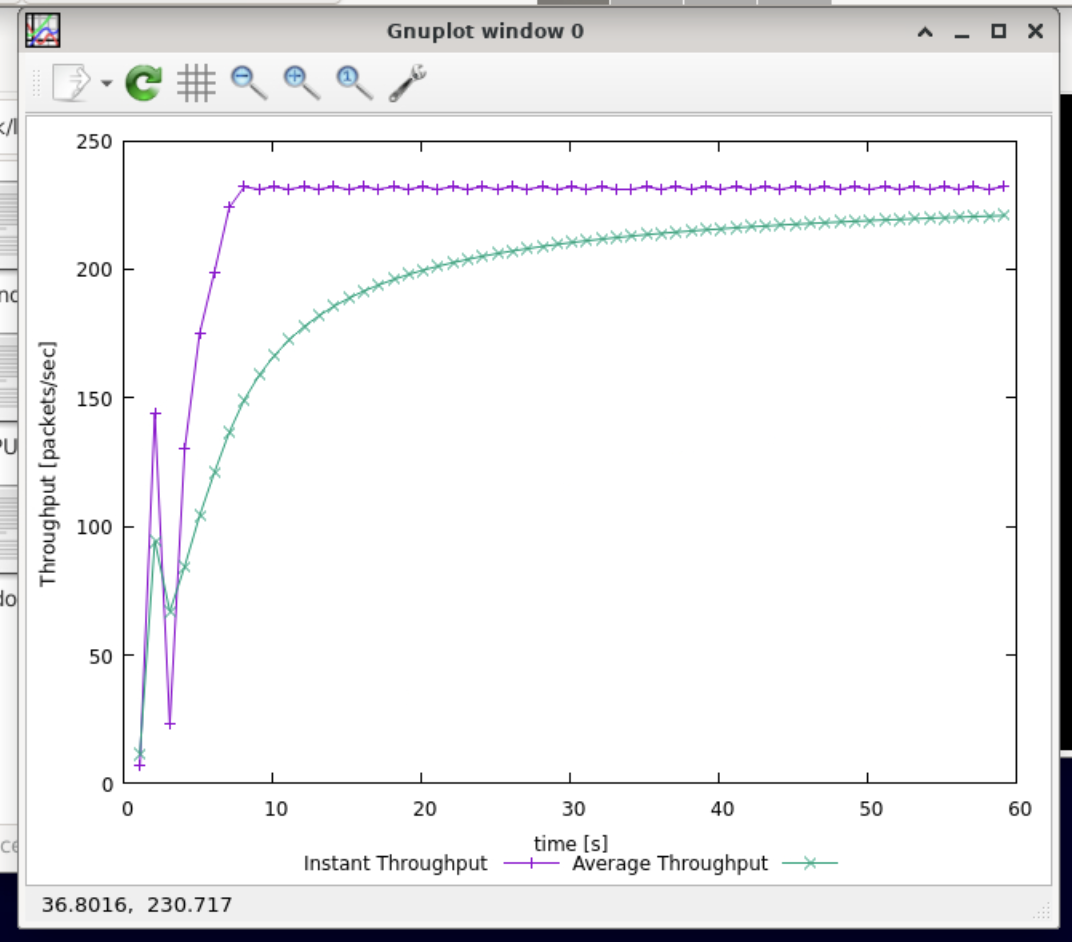 Gnuplot window 0
250
200
150
100
50
0
Throughput [packets/sec]
0 10 20 30 40 50 60
time [s]
Instant Throughput Average Throughput
36.8016, 230.717